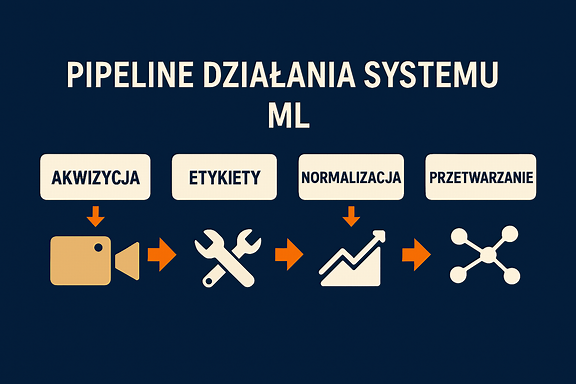 PIPELINE DZIAŁANIA SYSTEMU
ML
AKWIZYCJA
ETYKIETY
NORMALIZACJA
PRZETWARZANIE